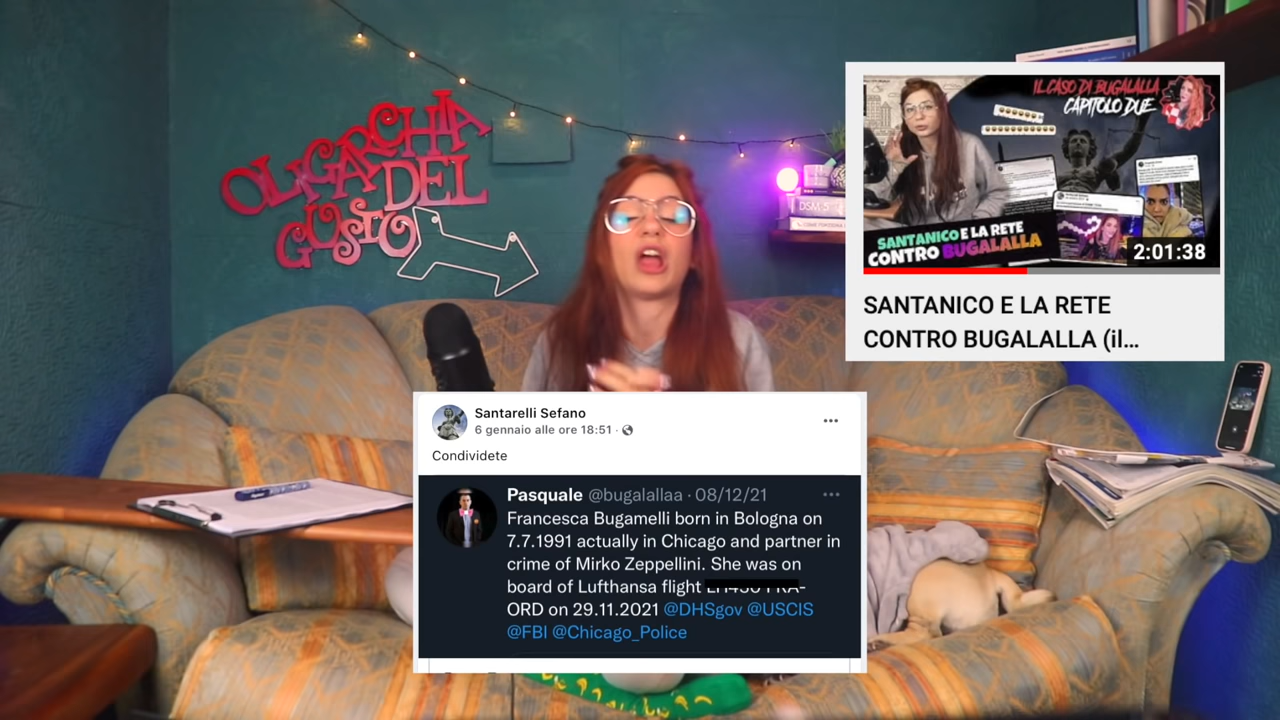 OLIGARCHIA
DEL
GUSTO
DSM-5
IL CASO DI BUGALALLA
CAPITOLO DUE
SANTANICO E LA RETE
CONTRO BUGALALLA
2:01:38
SANTANICO E LA RETE
CONTRO BUGALALLA (il...
Santarelli Sefano
6 gennaio alle ore 18:51 ·
Condividete
Pasquale @bugalallaa · 08/12/21
Francesca Bugamelli born in Bologna on
7.7.1991 actually in Chicago and partner in
crime of Mirko Zeppellini. She was on
board of Lufthansa flight
ORD on 29.11.2021 @DHSgov @USCIS
@FBI @Chicago_Police